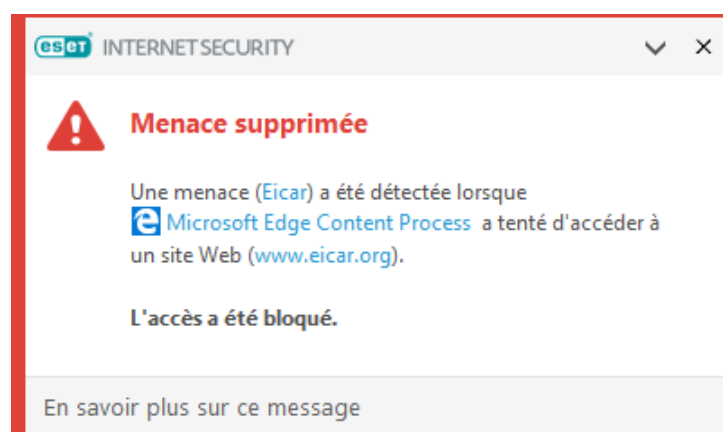 eset INTERNET SECURITY
Menace supprimée
Une menace (Eicar) a été détectée lorsque
Microsoft Edge Content Process a tenté d'accéder à
un site Web (www.eicar.org).
L'accès a été bloqué.
En savoir plus sur ce message